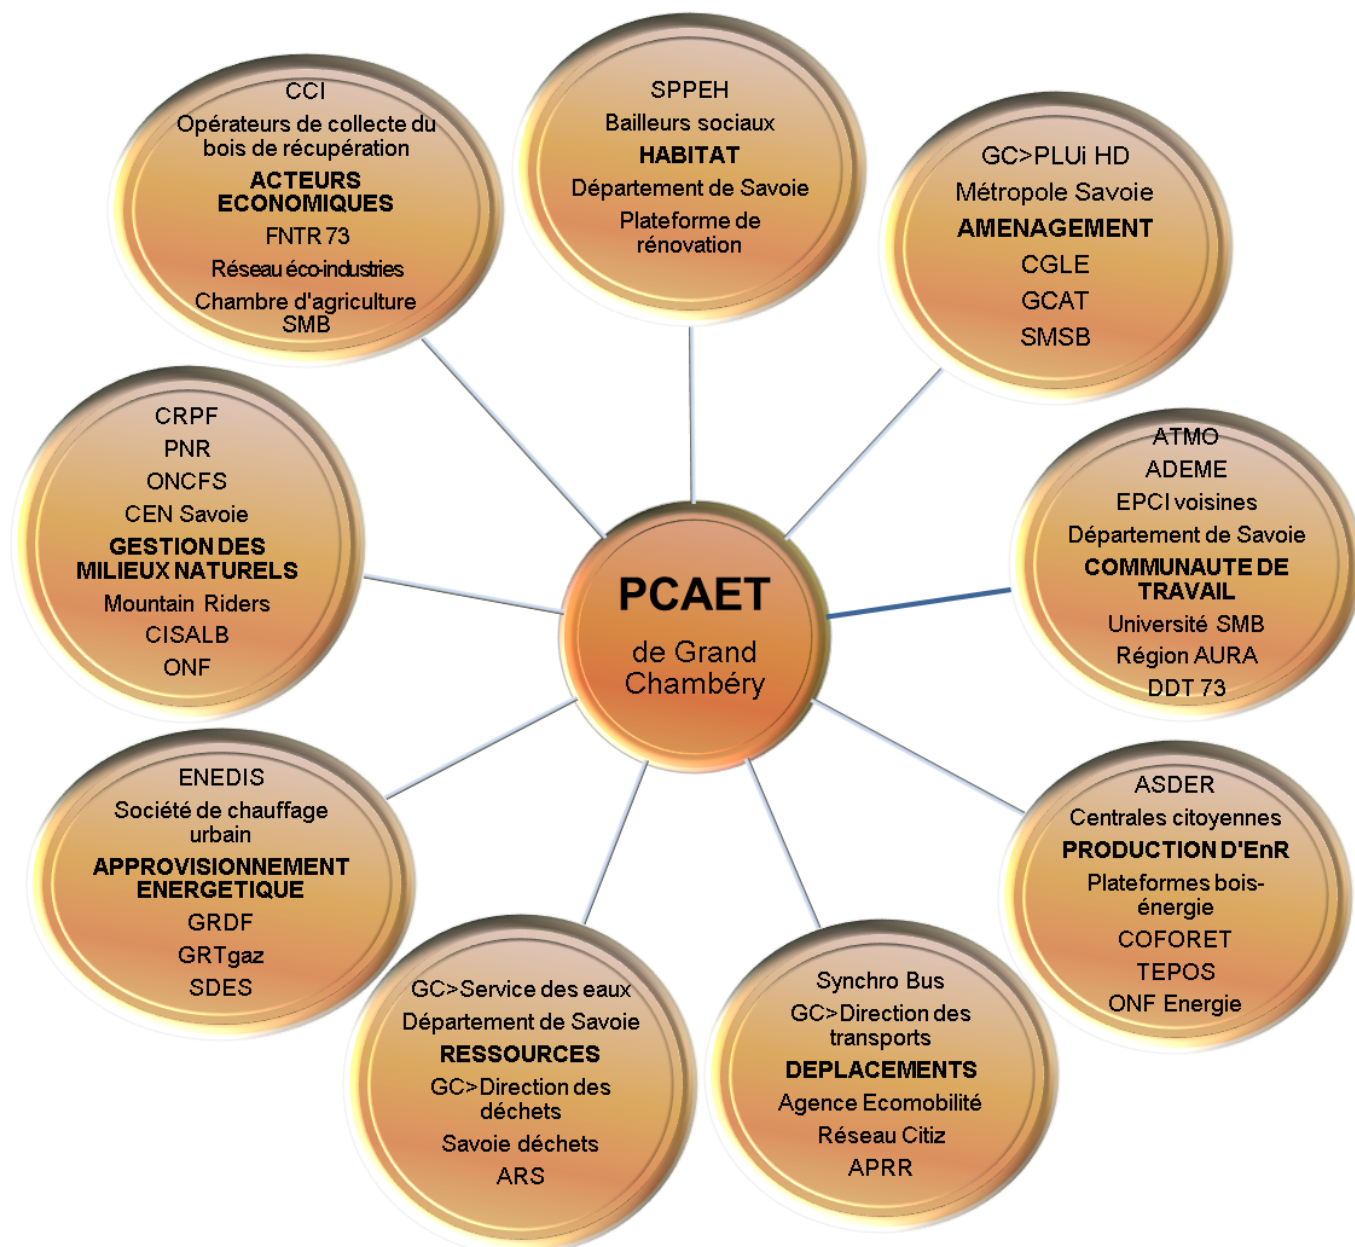 CCI
Opérateurs de collecte du
bois de récupération
ACTEURS
ECONOMIQUES
FNTR 73
Réseau éco-industries
Chambre d'agriculture
SMB
SPPEH
Bailleurs sociaux
HABITAT
Département de Savoie
Plateforme de
rénovation
GC>PLUi HD
Métropole Savoie
AMENAGEMENT
CGLE
GCAT
SMSB
CRPF
PNR
ONCFS
CEN Savoie
GESTION DES
MILIEUX NATURELS
Mountain Riders
CISALB
ONF
PCAET
de Grand
Chambéry
ATMO
ADEME
EPCI voisines
Département de Savoie
COMMUNAUTE DE
TRAVAIL
Université SMB
Région AURA
DDT 73
ENEDIS
Société de chauffage
urbain
APPROVISIONNEMENT
ENERGETIQUE
GRDF
GRTgaz
SDES
GC>Service des eaux
Département de Savoie
RESSOURCES
GC>Direction des
déchets
Savoie déchets
ARS
Synchro Bus
GC>Direction des
transports
DEPLACEMENTS
Agence Ecomobilité
Réseau Citiz
APRR
ASDER
Centrales citoyennes
PRODUCTION D'EnR
Plateformes bois-
énergie
COFORET
TEPOS
ONF Energie